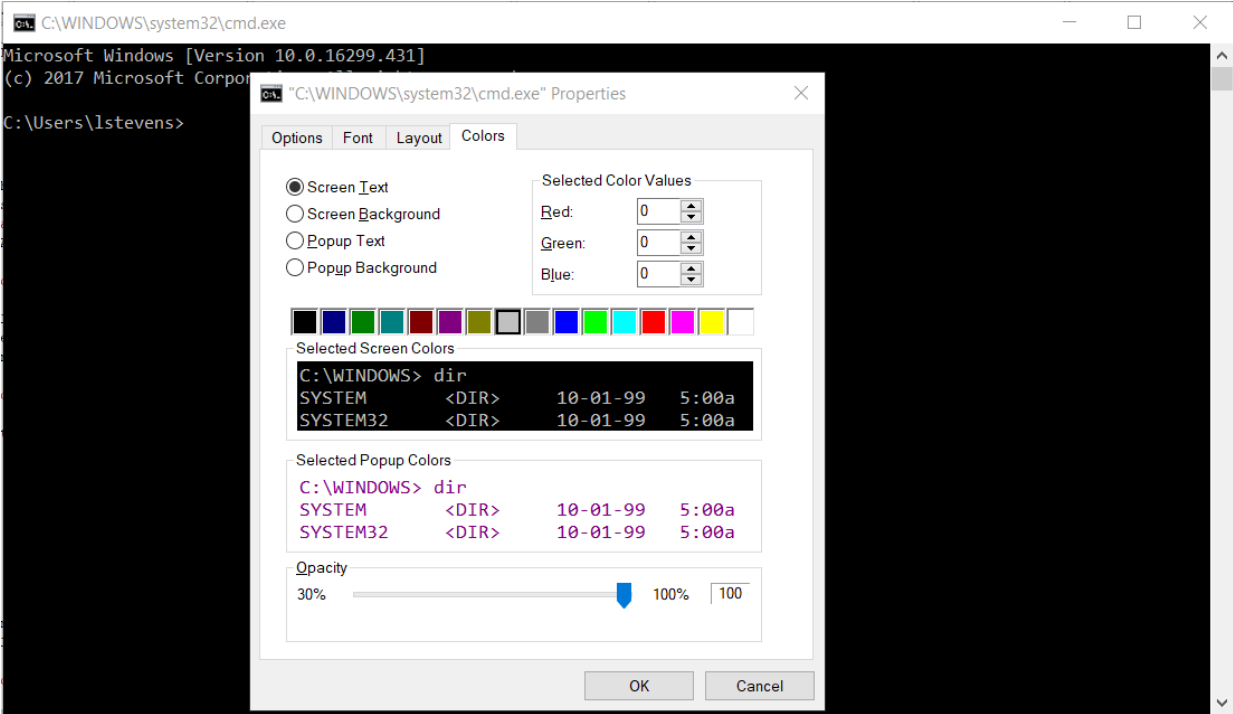 C:\WINDOWS\system32\cmd.exe
Microsoft Windows [Version 10.0.16299.431]
(c) 2017 Microsoft Corpor
C:\Users\lstevens>
"C:\WINDOWS\system32\cmd.exe" Properties
Options Font Layout Colors
Screen Text
Screen Background
Popup Text
Popup Background
Selected Color Values
Red: 0
Green: 0
Blue: 0
Selected Screen Colors
C:\WINDOWS> dir
SYSTEM <DIR> 10-01-99 5:00a
SYSTEM32 <DIR> 10-01-99 5:00a
Selected Popup Colors
C:\WINDOWS> dir
SYSTEM <DIR> 10-01-99 5:00a
SYSTEM32 <DIR> 10-01-99 5:00a
Opacity
30% 100% 100
OK Cancel